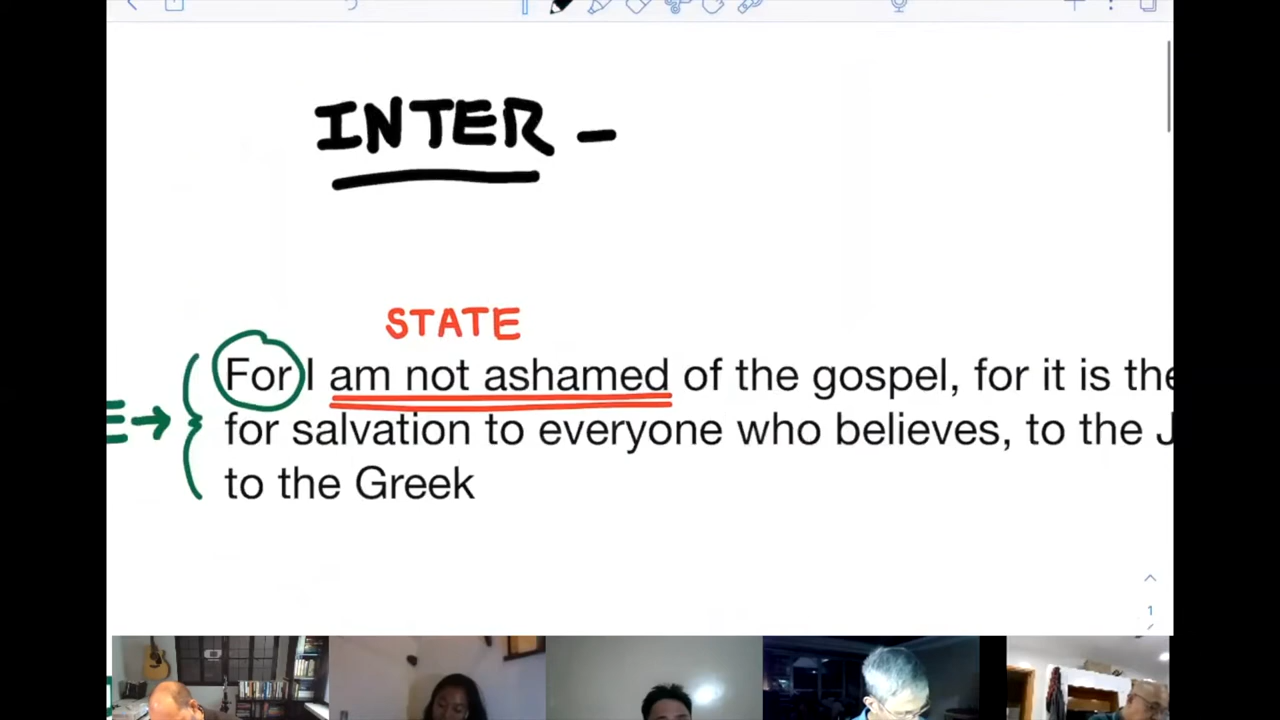 INTER -
STATE
For I am not ashamed of the gospel, for it is the
E→ for salvation to everyone who believes, to the J
to the Greek
1